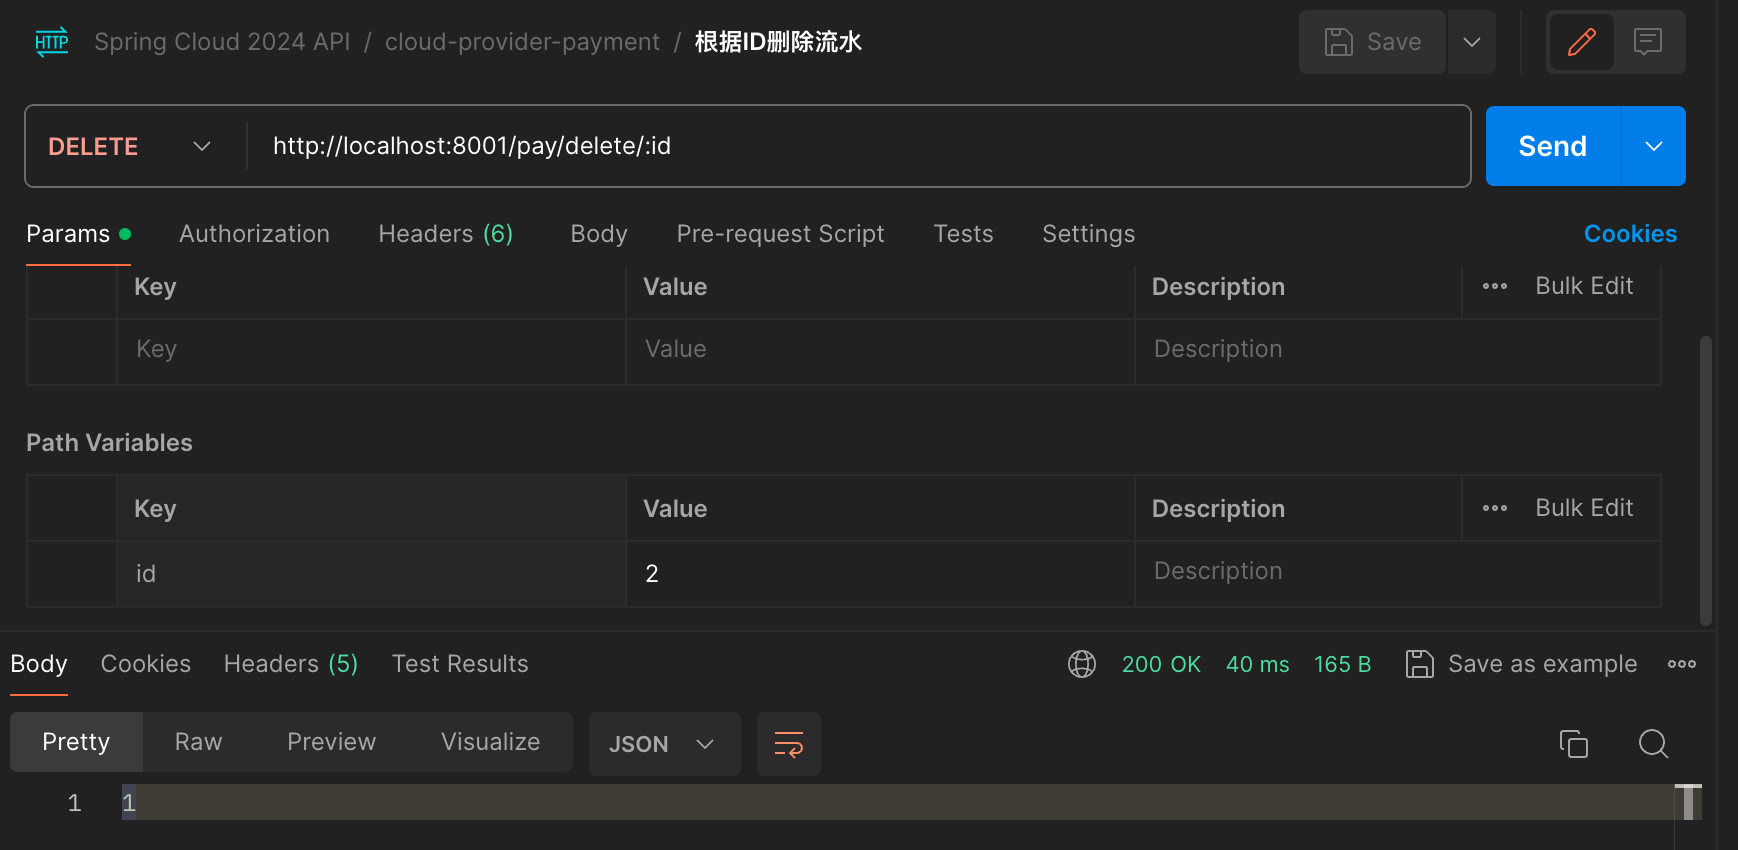 HTTP Spring Cloud 2024 API / cloud-provider-payment / 根据ID删除流水 Save
DELETE http://localhost:8001/pay/delete/:id Send
Params Authorization Headers (6) Body Pre-request Script Tests Settings Cookies
Key Value Description Bulk Edit
Key Value Description
Path Variables
Key Value Description Bulk Edit
id 2 Description
Body Cookies Headers (5) Test Results 200 OK 40 ms 165 B Save as example
Pretty Raw Preview Visualize JSON
1 1